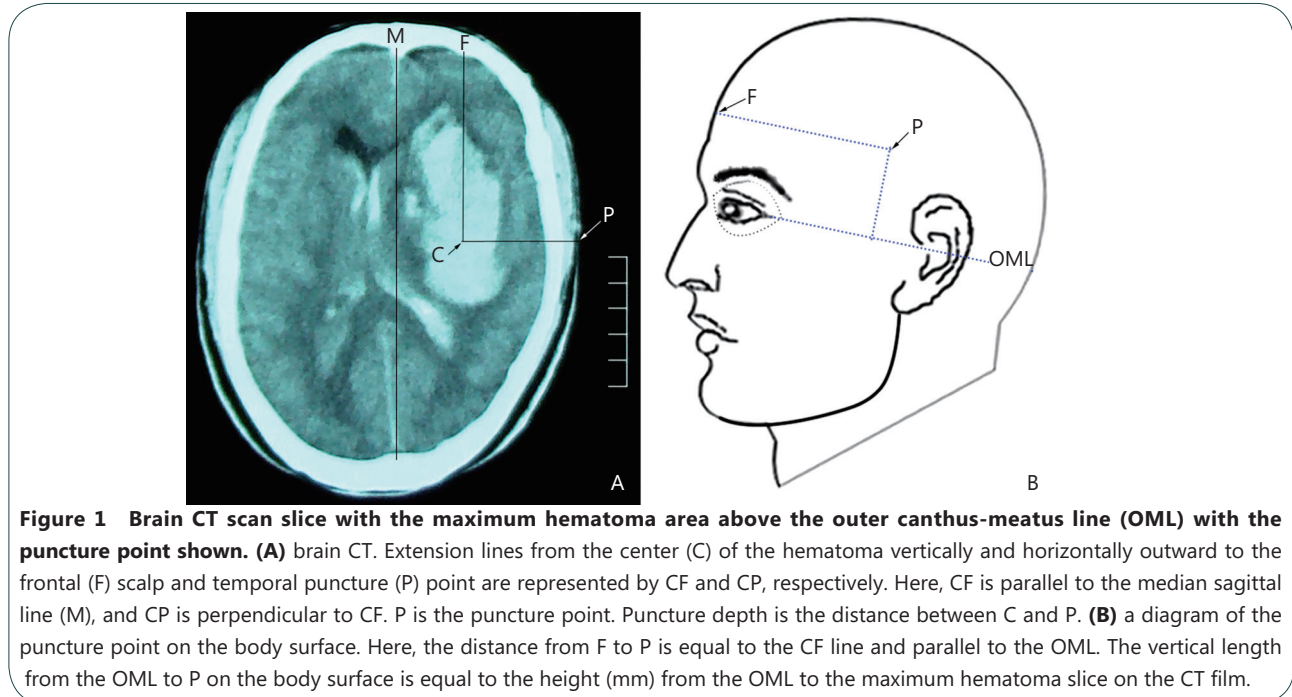 M
F
P
C
A
F
P
OML
B
Figure 1 Brain CT scan slice with the maximum hematoma area above the outer canthus-meatus line (OML) with the
puncture point shown. (A) brain CT. Extension lines from the center (C) of the hematoma vertically and horizontally outward to the
frontal (F) scalp and temporal puncture (P) point are represented by CF and CP, respectively. Here, CF is parallel to the median sagittal
line (M), and CP is perpendicular to CF. P is the puncture point. Puncture depth is the distance between C and P. (B) a diagram of the
puncture point on the body surface. Here, the distance from F to P is equal to the CF line and parallel to the OML. The vertical length
from the OML to P on the body surface is equal to the height (mm) from the OML to the maximum hematoma slice on the CT film.